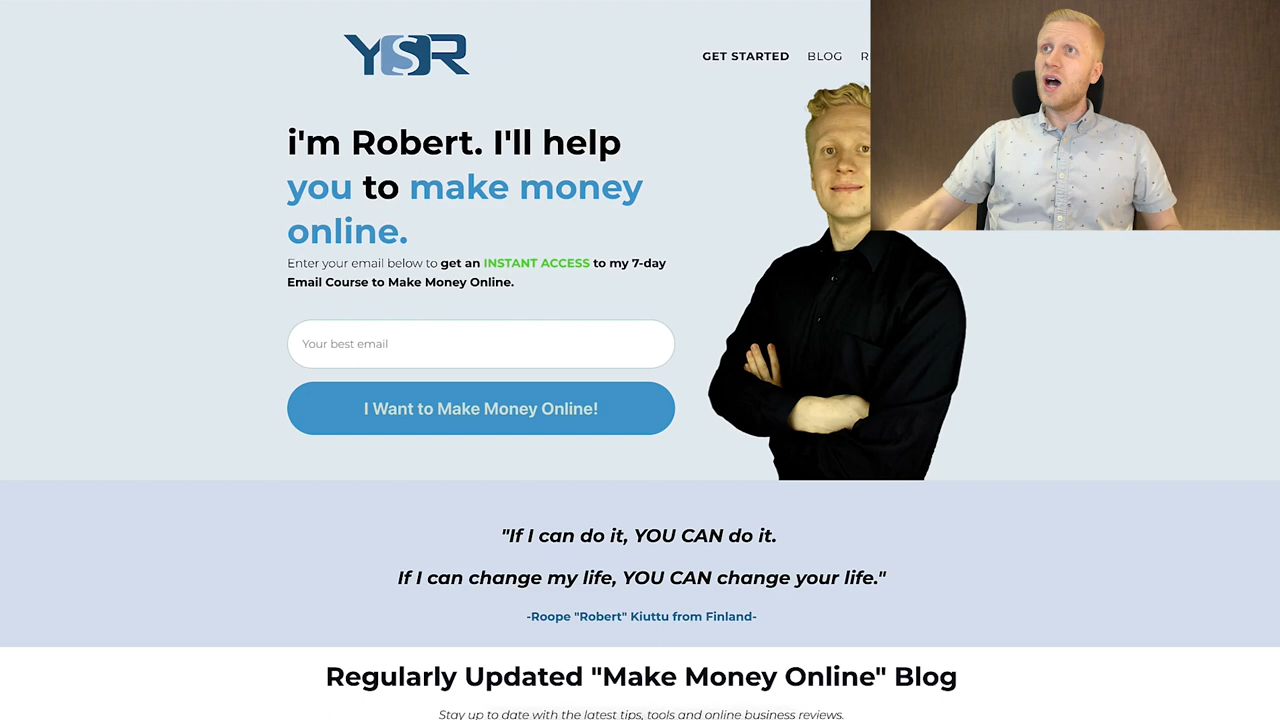 YSR
GET STARTED BLOG R
i'm Robert. I'll help
you to make money
online.
Enter your email below to get an INSTANT ACCESS to my 7-day
Email Course to Make Money Online.
Your best email
I Want to Make Money Online!
"If I can do it, YOU CAN do it.
If I can change my life, YOU CAN change your life."
-Roope "Robert" Kiuttu from Finland-
Regularly Updated "Make Money Online" Blog
Stay up to date with the latest tips, tools and online business reviews.